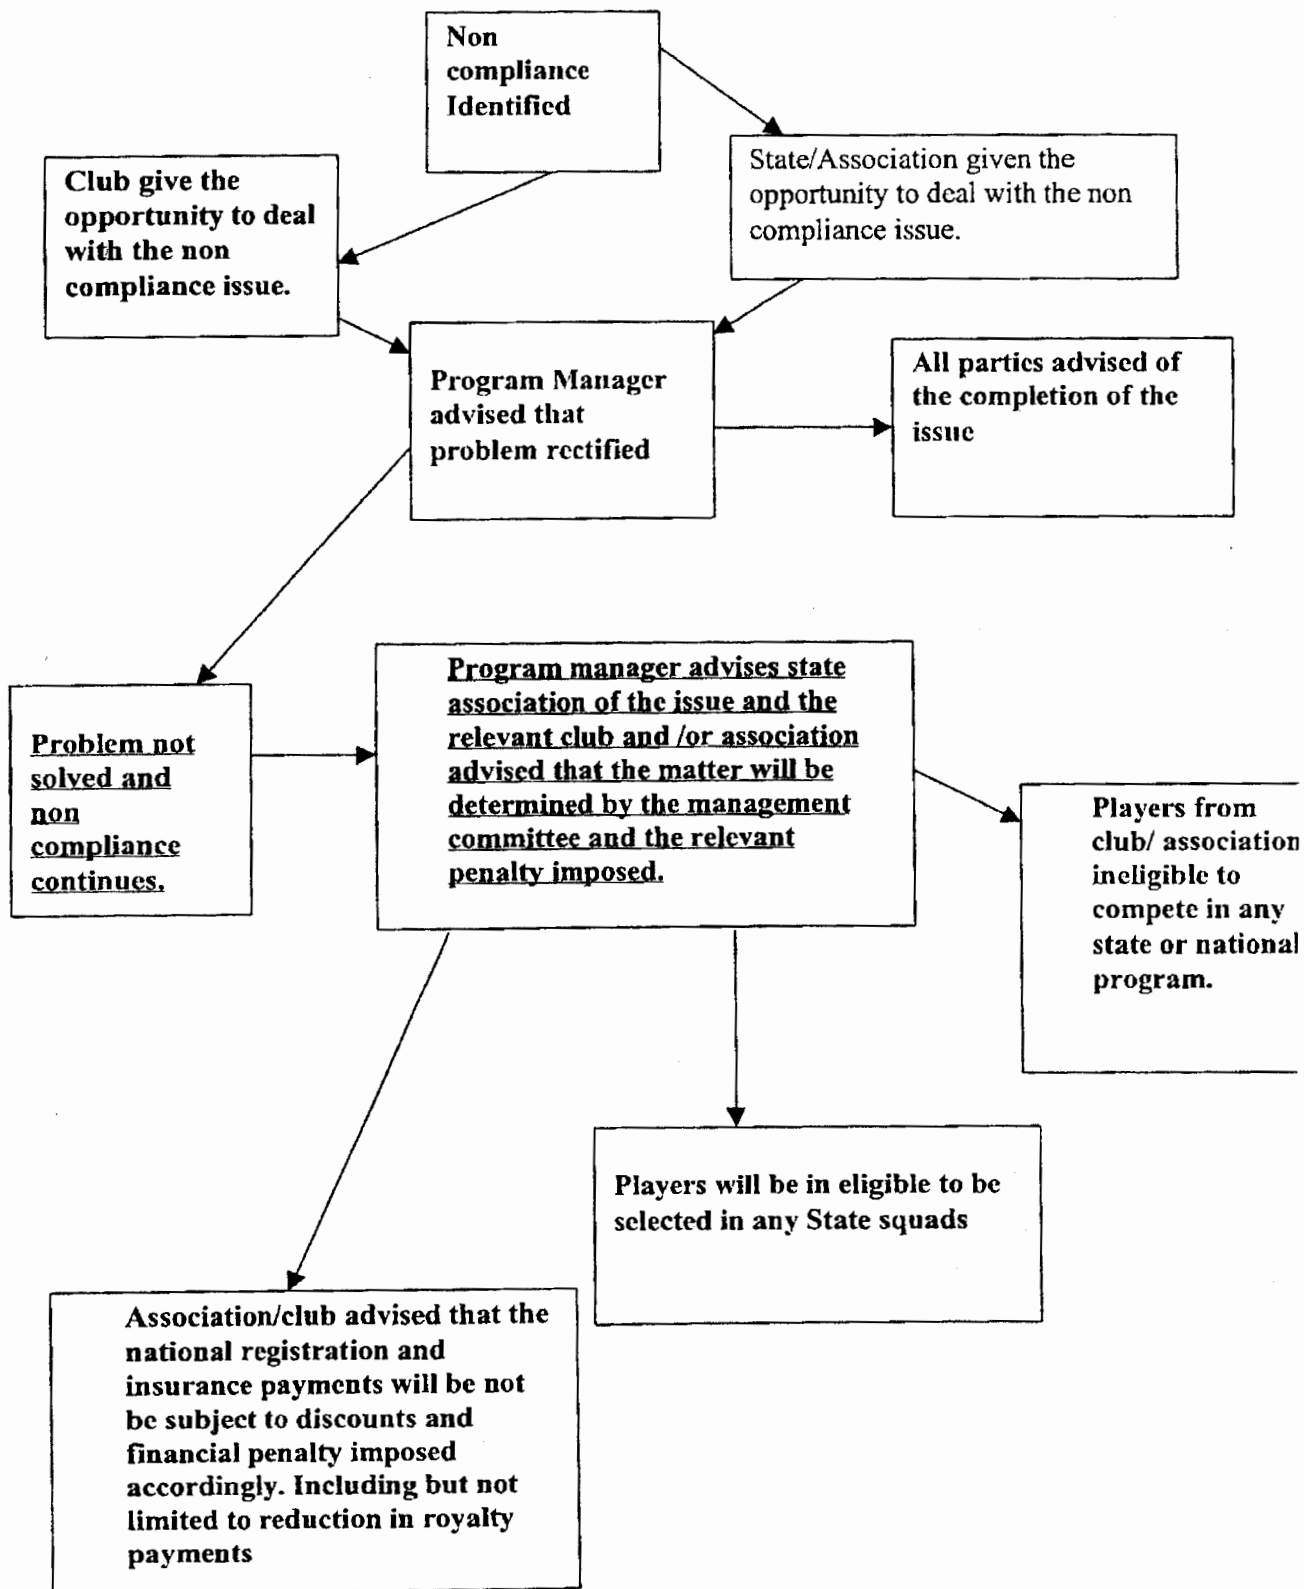 Non
compliance
Identified
State/Association given the
opportunity to deal with the non
compliance issue.
Club give the
opportunity to deal
with the non
compliance issue.
Program Manager
advised that
problem rectified
All parties advised of
the completion of the
issue
Problem not
solved and
non
compliance
continues.
Program manager advises state
association of the issue and the
relevant club and /or association
advised that the matter will be
determined by the management
committee and the relevant
penalty imposed.
Players from
club/ association
ineligible to
compete in any
state or national
program.
Players will be in eligible to be
selected in any State squads
Association/club advised that the
national registration and
insurance payments will be not
be subject to discounts and
financial penalty imposed
accordingly. Including but not
limited to reduction in royalty
payments